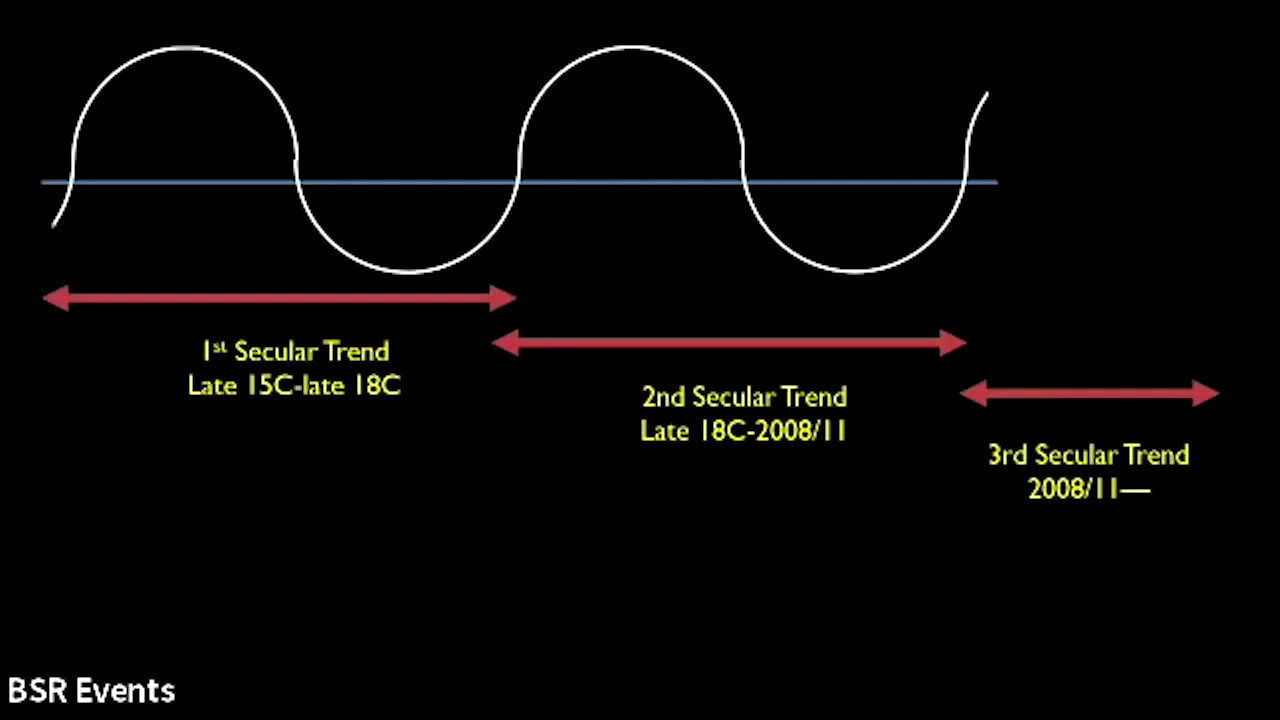 1st Secular Trend
Late 15C-late 18C
2nd Secular Trend
Late 18C-2008/11
3rd Secular Trend
2008/11—
BSR Events